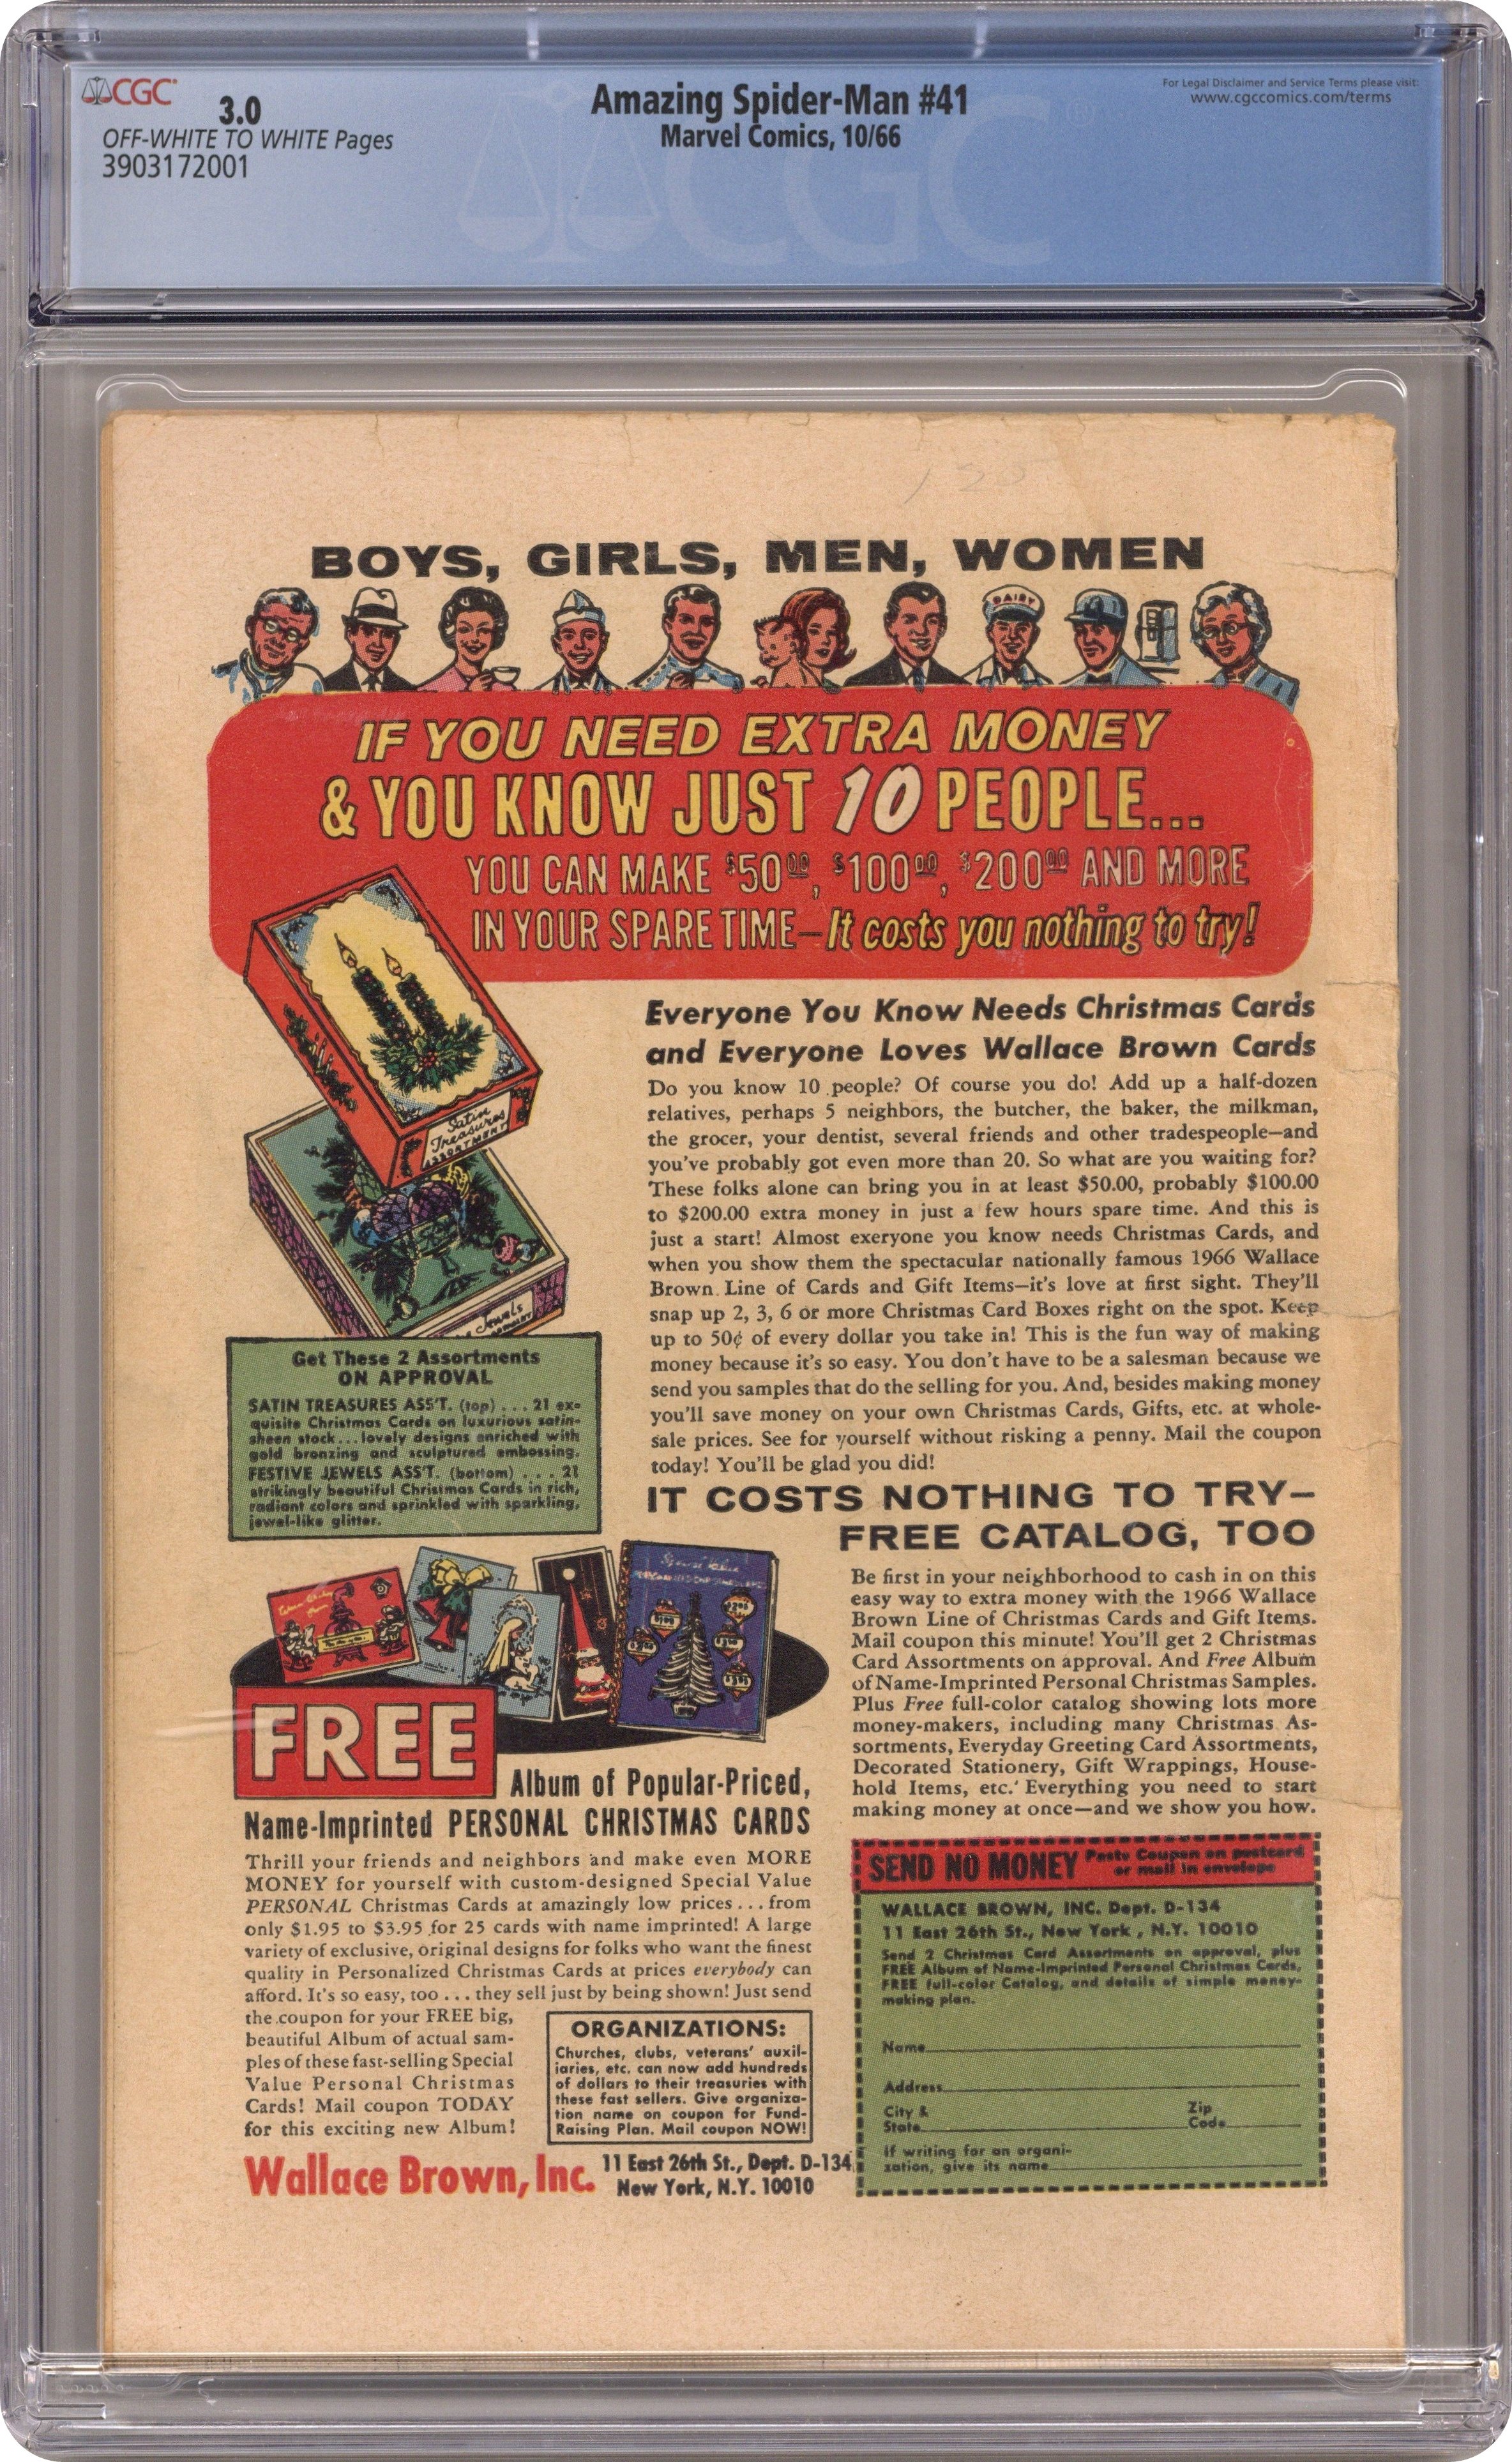 CGC
3.0
OFF-WHITE TO WHITE Pages
3903172001
Amazing Spider-Man #41
Marvel Comics, 10/66
For Legal Disclaimer and Service Terms please visit:
www.cgccomics.com/terms
CGC
BOYS, GIRLS, MEN, WOMEN
DAIRY
IF YOU NEED EXTRA MONEY
& YOU KNOW JUST 10 PEOPLE...
YOU CAN MAKE $50.00, $100.00, $200.00 AND MORE
IN YOUR SPARE TIME—It costs you nothing to try!
Satin
Treasures
ASSORTMENT
Jewels
Get These 2 Assortments
ON APPROVAL
SATIN TREASURES ASS'T. (top) . . . 21 ex-
quisite Christmas Cards on luxurious satin-
sheen stock...lovely designs enriched with
gold bronzing and sculptured embossing.
FESTIVE JEWELS ASS'T. (bottom) . . . 21
strikingly beautiful Christmas Cards in rich,
radiant colors and sprinkled with sparkling,
jewel-like glitter.
Everyone You Know Needs Christmas Cards
and Everyone Loves Wallace Brown Cards
Do you know 10 people? Of course you do! Add up a half-dozen
relatives, perhaps 5 neighbors, the butcher, the baker, the milkman,
the grocer, your dentist, several friends and other tradespeople—and
you've probably got even more than 20. So what are you waiting for?
These folks alone can bring you in at least $50.00, probably $100.00
to $200.00 extra money in just a few hours spare time. And this is
just a start! Almost exeryone you know needs Christmas Cards, and
when you show them the spectacular nationally famous 1966 Wallace
Brown Line of Cards and Gift Items—it's love at first sight. They'll
snap up 2, 3, 6 or more Christmas Card Boxes right on the spot. Keep
up to 50¢ of every dollar you take in! This is the fun way of making
money because it's so easy. You don't have to be a salesman because we
send you samples that do the selling for you. And, besides making money
you'll save money on your own Christmas Cards, Gifts, etc. at whole-
sale prices. See for yourself without risking a penny. Mail the coupon
today! You'll be glad you did!
IT COSTS NOTHING TO TRY—
FREE CATALOG, TOO
Be first in your neighborhood to cash in on this
easy way to extra money with the 1966 Wallace
Brown Line of Christmas Cards and Gift Items.
Mail coupon this minute! You'll get 2 Christmas
Card Assortments on approval. And Free Album
of Name-Imprinted Personal Christmas Samples.
Plus Free full-color catalog showing lots more
money-makers, including many Christmas As-
sortments, Everyday Greeting Card Assortments,
Decorated Stationery, Gift Wrappings, House-
hold Items, etc. Everything you need to start
making money at once—and we show you how.
Special Value
FREE
Album of Popular-Priced,
Name-Imprinted PERSONAL CHRISTMAS CARDS
Thrill your friends and neighbors and make even MORE
MONEY for yourself with custom-designed Special Value
PERSONAL Christmas Cards at amazingly low prices . . . from
only $1.95 to $3.95 for 25 cards with name imprinted! A large
variety of exclusive, original designs for folks who want the finest
quality in Personalized Christmas Cards at prices everybody can
afford. It's so easy, too . . . they sell just by being shown! Just send
the coupon for your FREE big,
beautiful Album of actual sam-
ples of these fast-selling Special
Value Personal Christmas
Cards! Mail coupon TODAY
for this exciting new Album!
ORGANIZATIONS:
Churches, clubs, veterans' auxil-
iaries, etc. can now add hundreds
of dollars to their treasuries with
these fast sellers. Give organiza-
tion name on coupon for Fund-
Raising Plan. Mail coupon NOW!
Wallace Brown, Inc.
11 East 26th St., Dept. D-134
New York, N.Y. 10010
SEND NO MONEY
Paste Coupon on postcard
or mail in envelope
WALLACE BROWN, INC. Dept. D-134
11 East 26th St., New York, N.Y. 10010
Send 2 Christmas Card Assortments on approval, plus
FREE Album of Name-Imprinted Personal Christmas Cards,
FREE full-color Catalog, and details of simple money-
making plan.
Name
Address
City &
State
Zip
Code
If writing for an organi-
zation, give its name